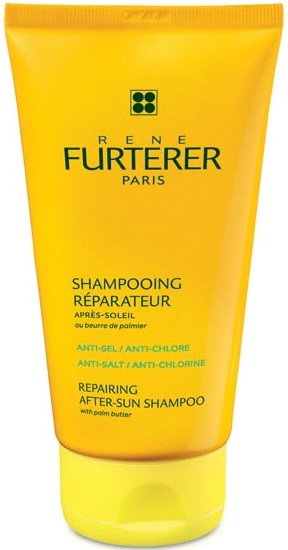 RENE
FURTERER
PARIS
SHAMPOOING
RÉPARATEUR
APRÈS-SOLEIL
au beurre de palmier
ANTI-SEL / ANTI-CHLORE
ANTI-SALT / ANTI-CHLORINE
REPAIRING
AFTER-SUN SHAMPOO
with palm butter